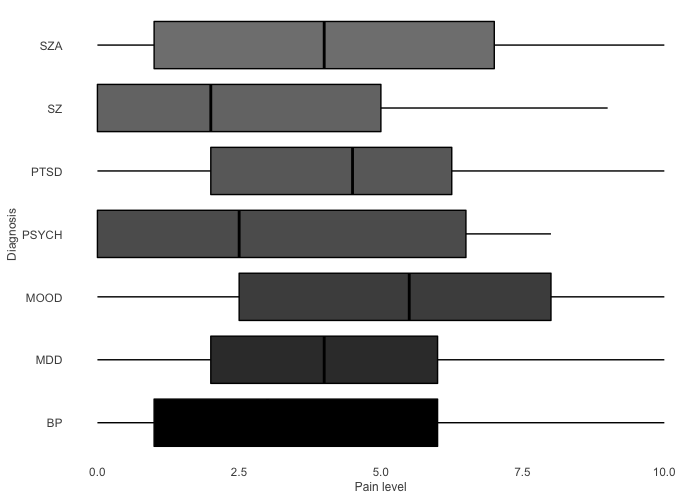 SZA
SZ
PTSD
PSYCH
MOOD
MDD
BP
Diagnosis
0.0 2.5 5.0 7.5 10.0
Pain level